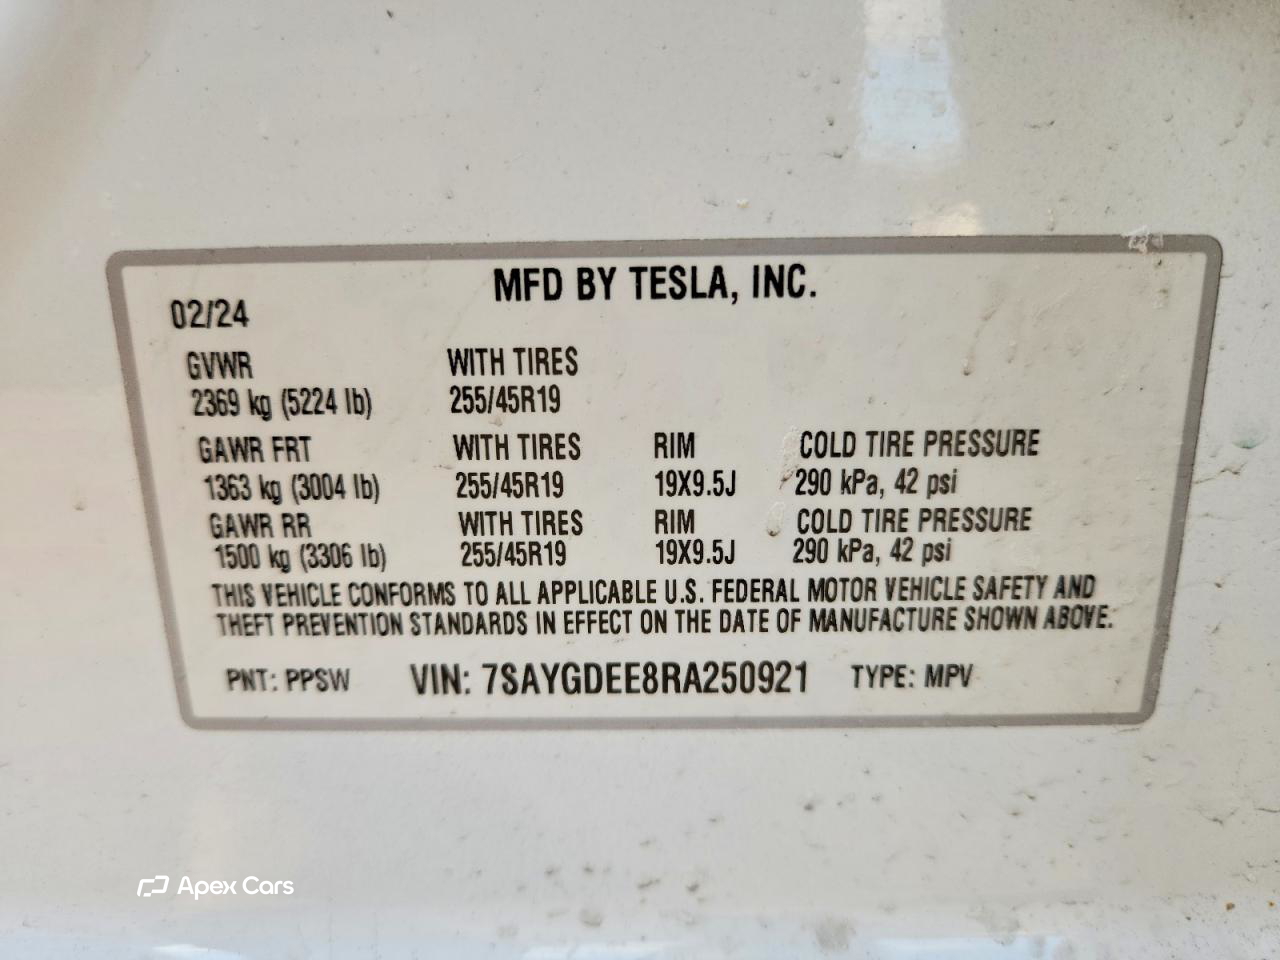 MFD BY TESLA, INC.
02/24
GVWR WITH TIRES
2369 kg (5224 lb) 255/45R19
GAWR FRT WITH TIRES RIM COLD TIRE PRESSURE
1363 kg (3004 lb) 255/45R19 19X9.5J 290 kPa, 42 psi
GAWR RR WITH TIRES RIM COLD TIRE PRESSURE
1500 kg (3306 lb) 255/45R19 19X9.5J 290 kPa, 42 psi
THIS VEHICLE CONFORMS TO ALL APPLICABLE U.S. FEDERAL MOTOR VEHICLE SAFETY AND
THEFT PREVENTION STANDARDS IN EFFECT ON THE DATE OF MANUFACTURE SHOWN ABOVE.
PNT: PPSW VIN: 7SAYGDEE8RA250921 TYPE: MPV
Apex Cars